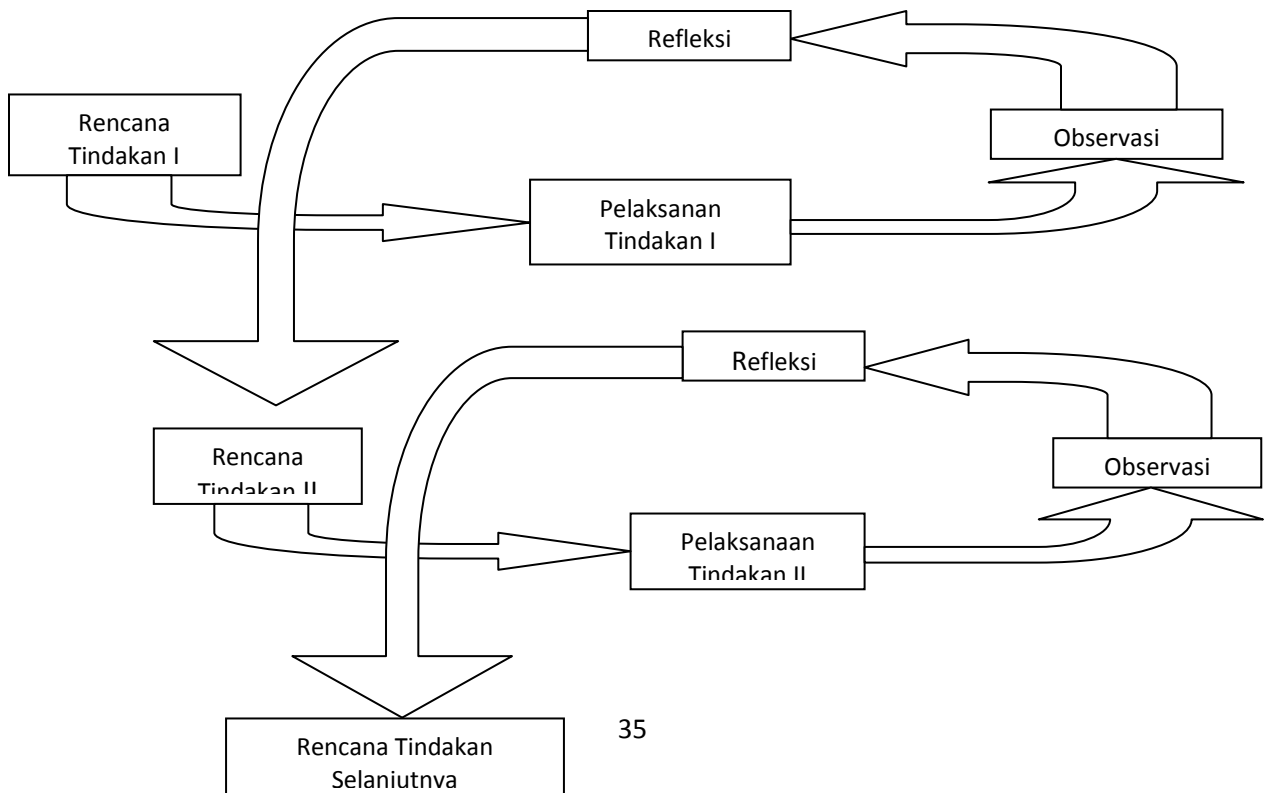 Refleksi
Rencana
Tindakan I
Observasi
Pelaksanan
Tindakan I
Refleksi
Rencana
Tindakan II
Observasi
Pelaksanaan
Tindakan II
35
Rencana Tindakan
Selanjutnya